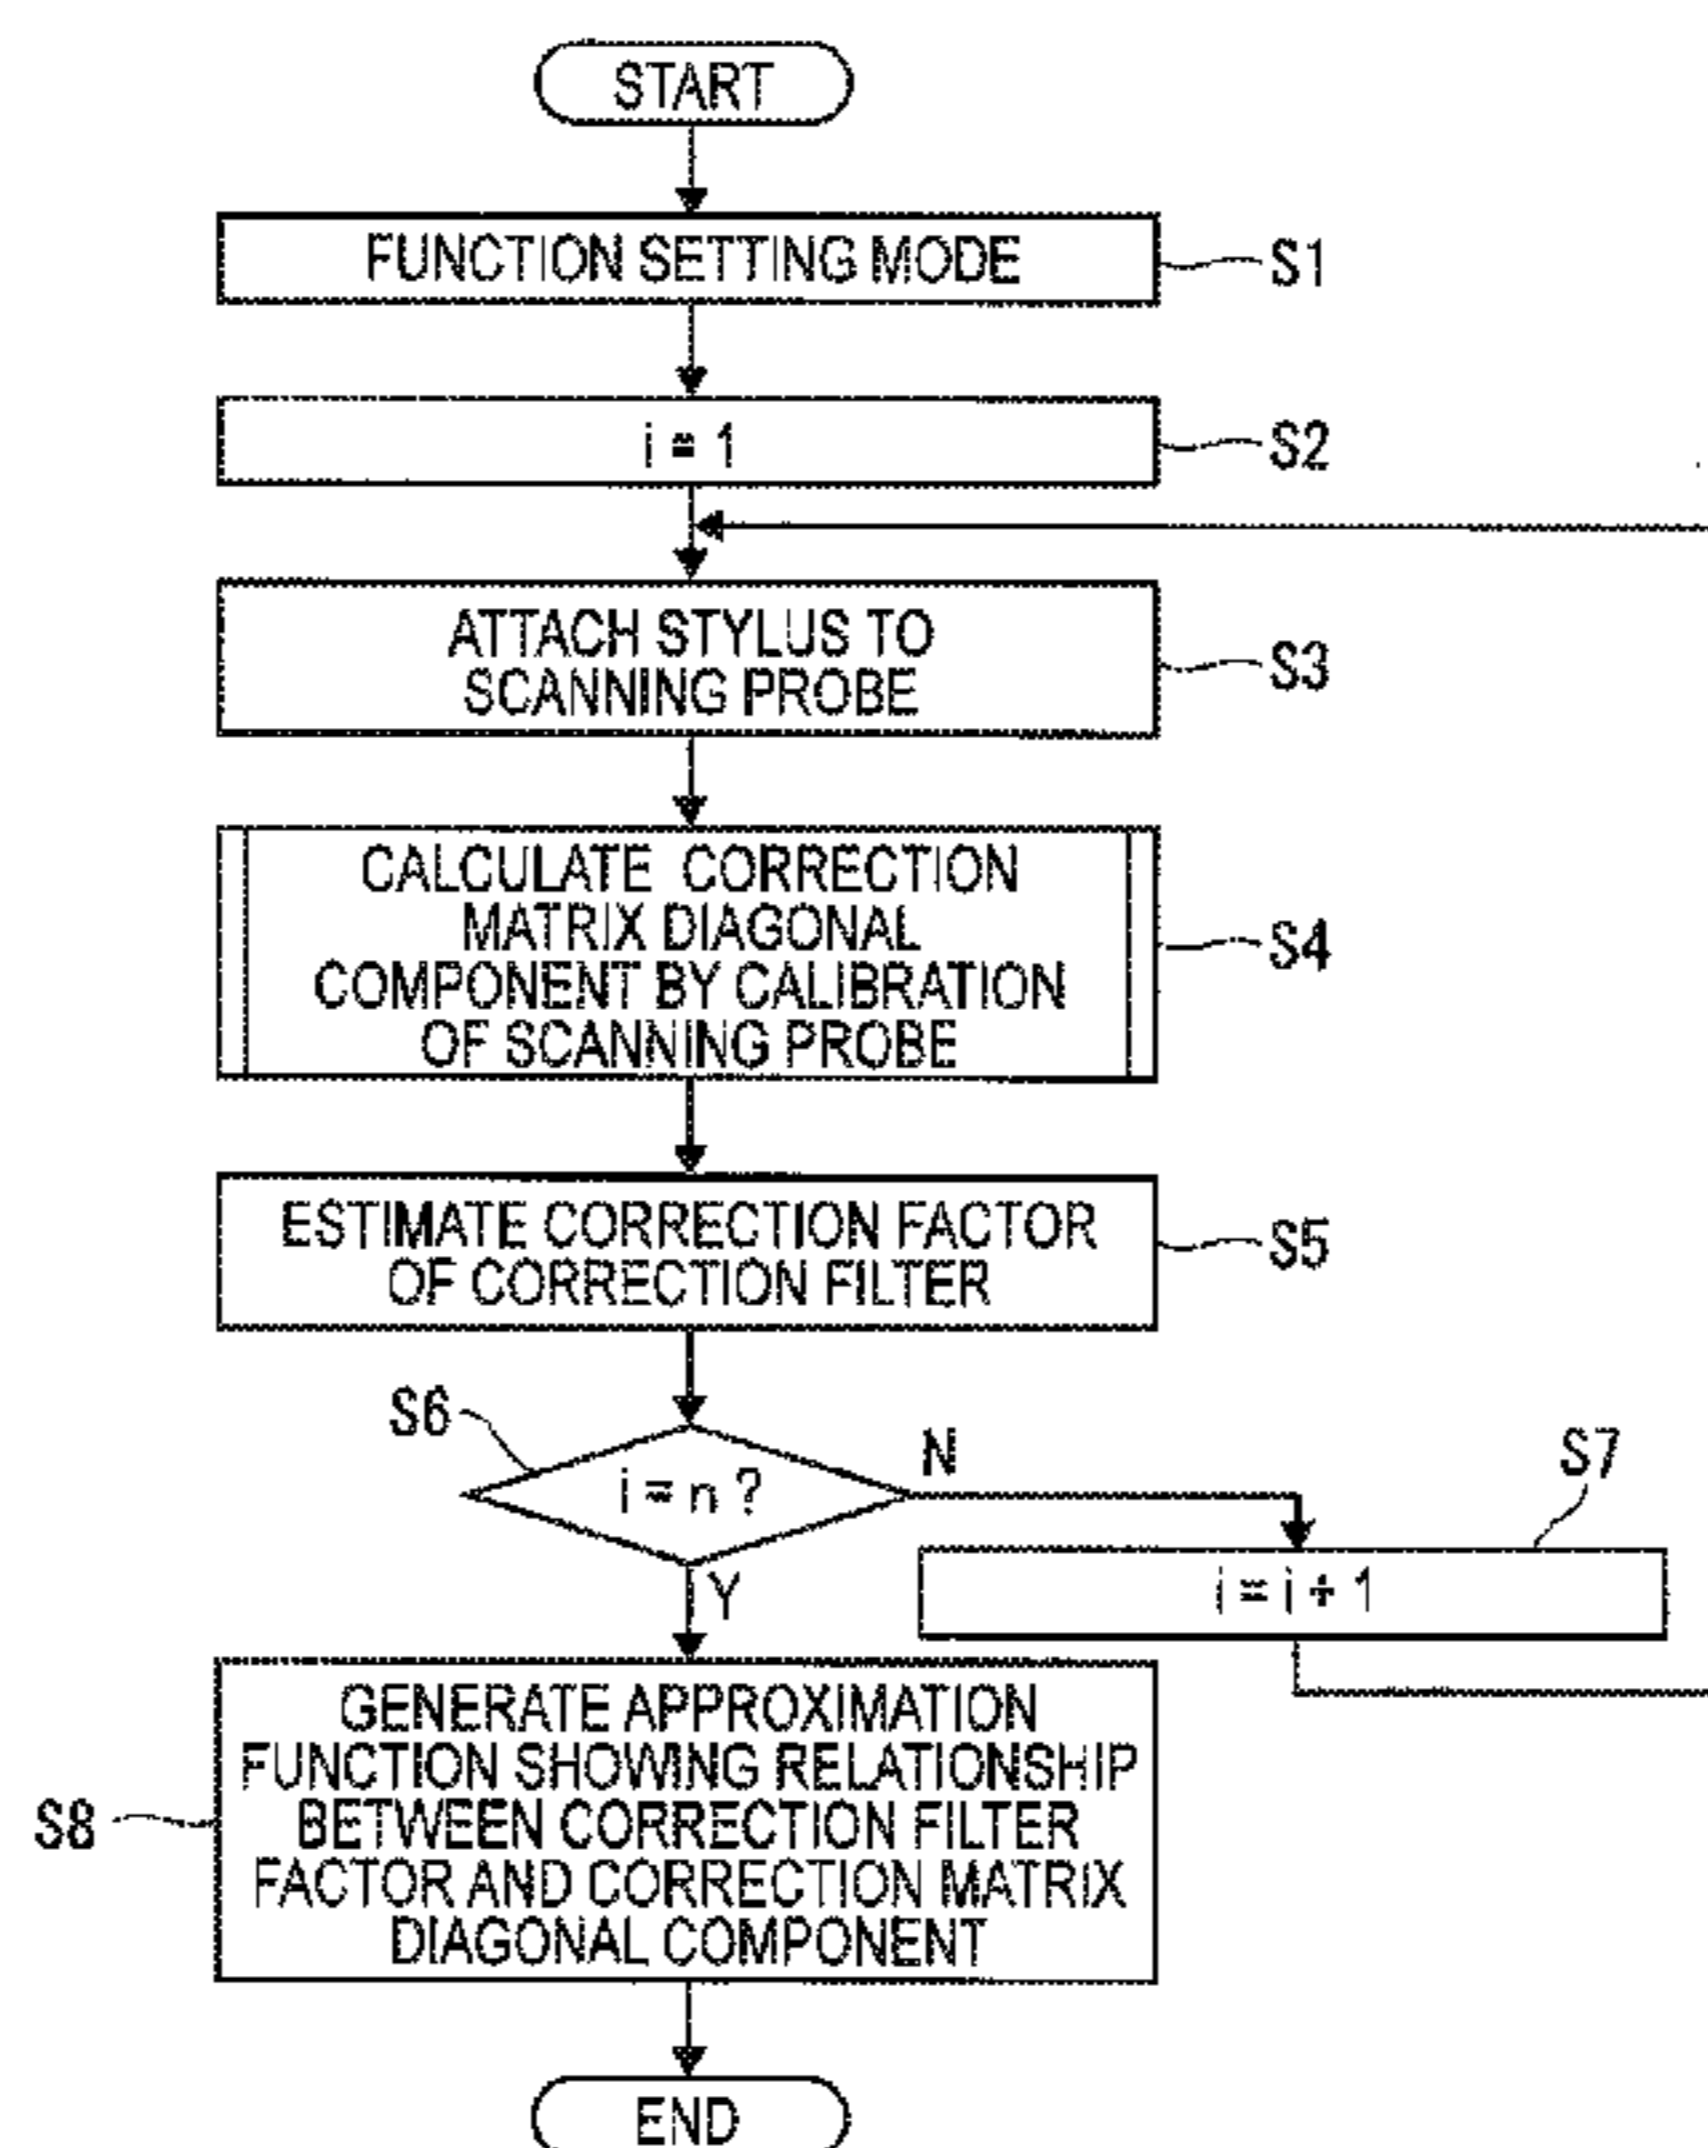 START
FUNCTION SETTING MODE
S1
i = 1
S2
ATTACH STYLUS TO
SCANNING PROBE
S3
CALCULATE CORRECTION
MATRIX DIAGONAL
COMPONENT BY CALIBRATION
OF SCANNING PROBE
S4
ESTIMATE CORRECTION FACTOR
OF CORRECTION FILTER
S5
S6
i = n ?
N
S7
i = i + 1
Y
GENERATE APPROXIMATION
FUNCTION SHOWING RELATIONSHIP
BETWEEN CORRECTION FILTER
FACTOR AND CORRECTION MATRIX
DIAGONAL COMPONENT
S8
END